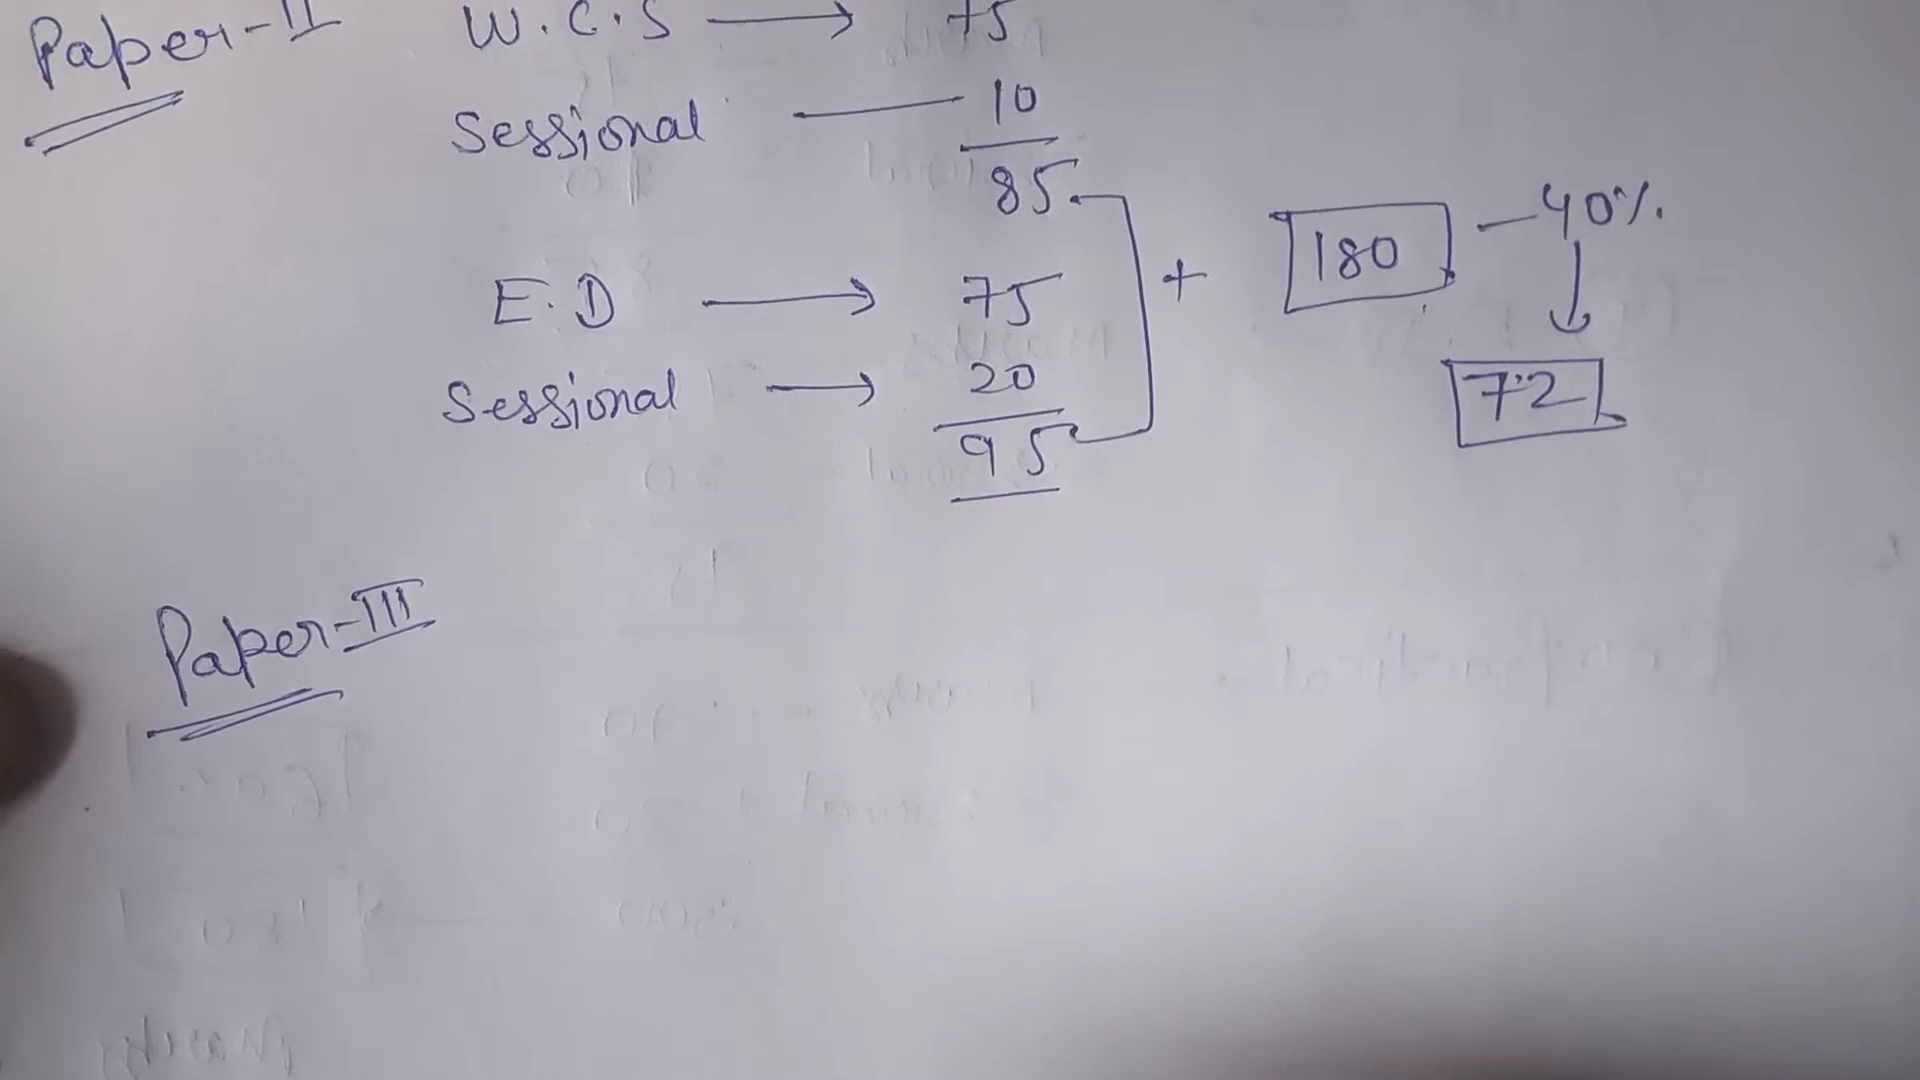 Paper-II W.C.S → 75
Sessional — 10
85
E.D → 75
Sessional → 20
95
+ 180 - 40%
↓
72
Paper-III